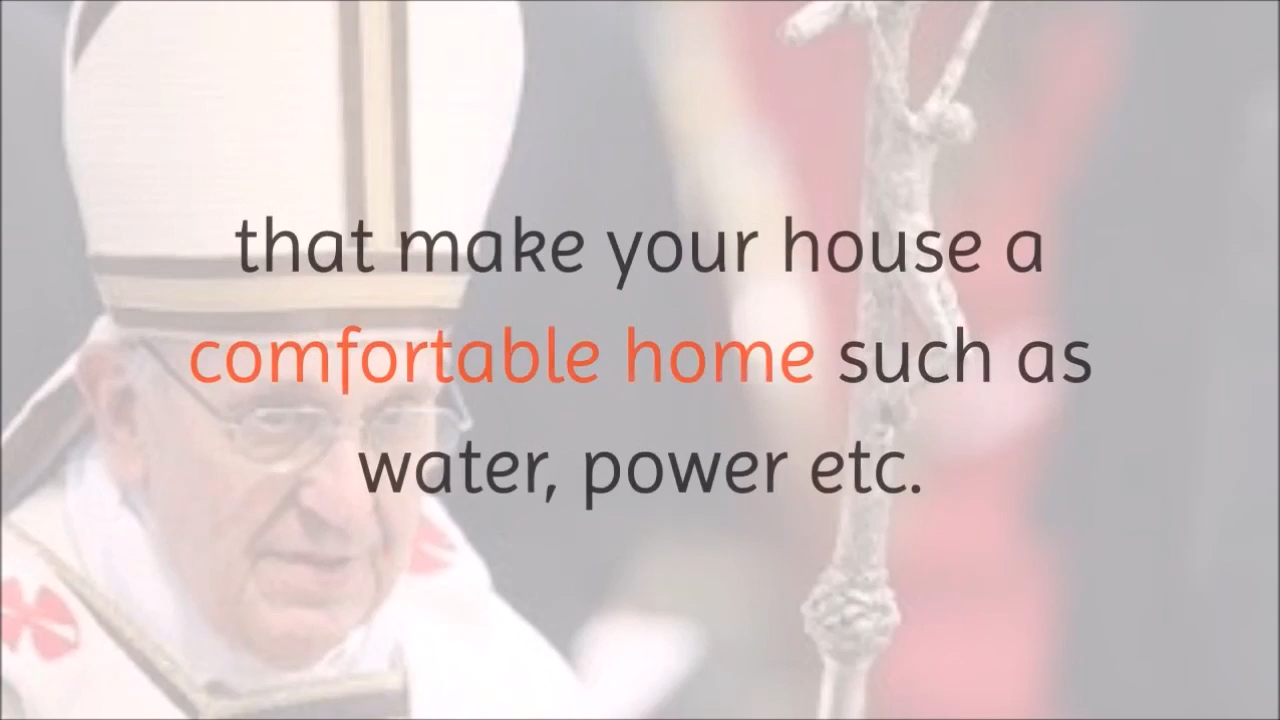 that make your house a
comfortable home such as
water, power etc.